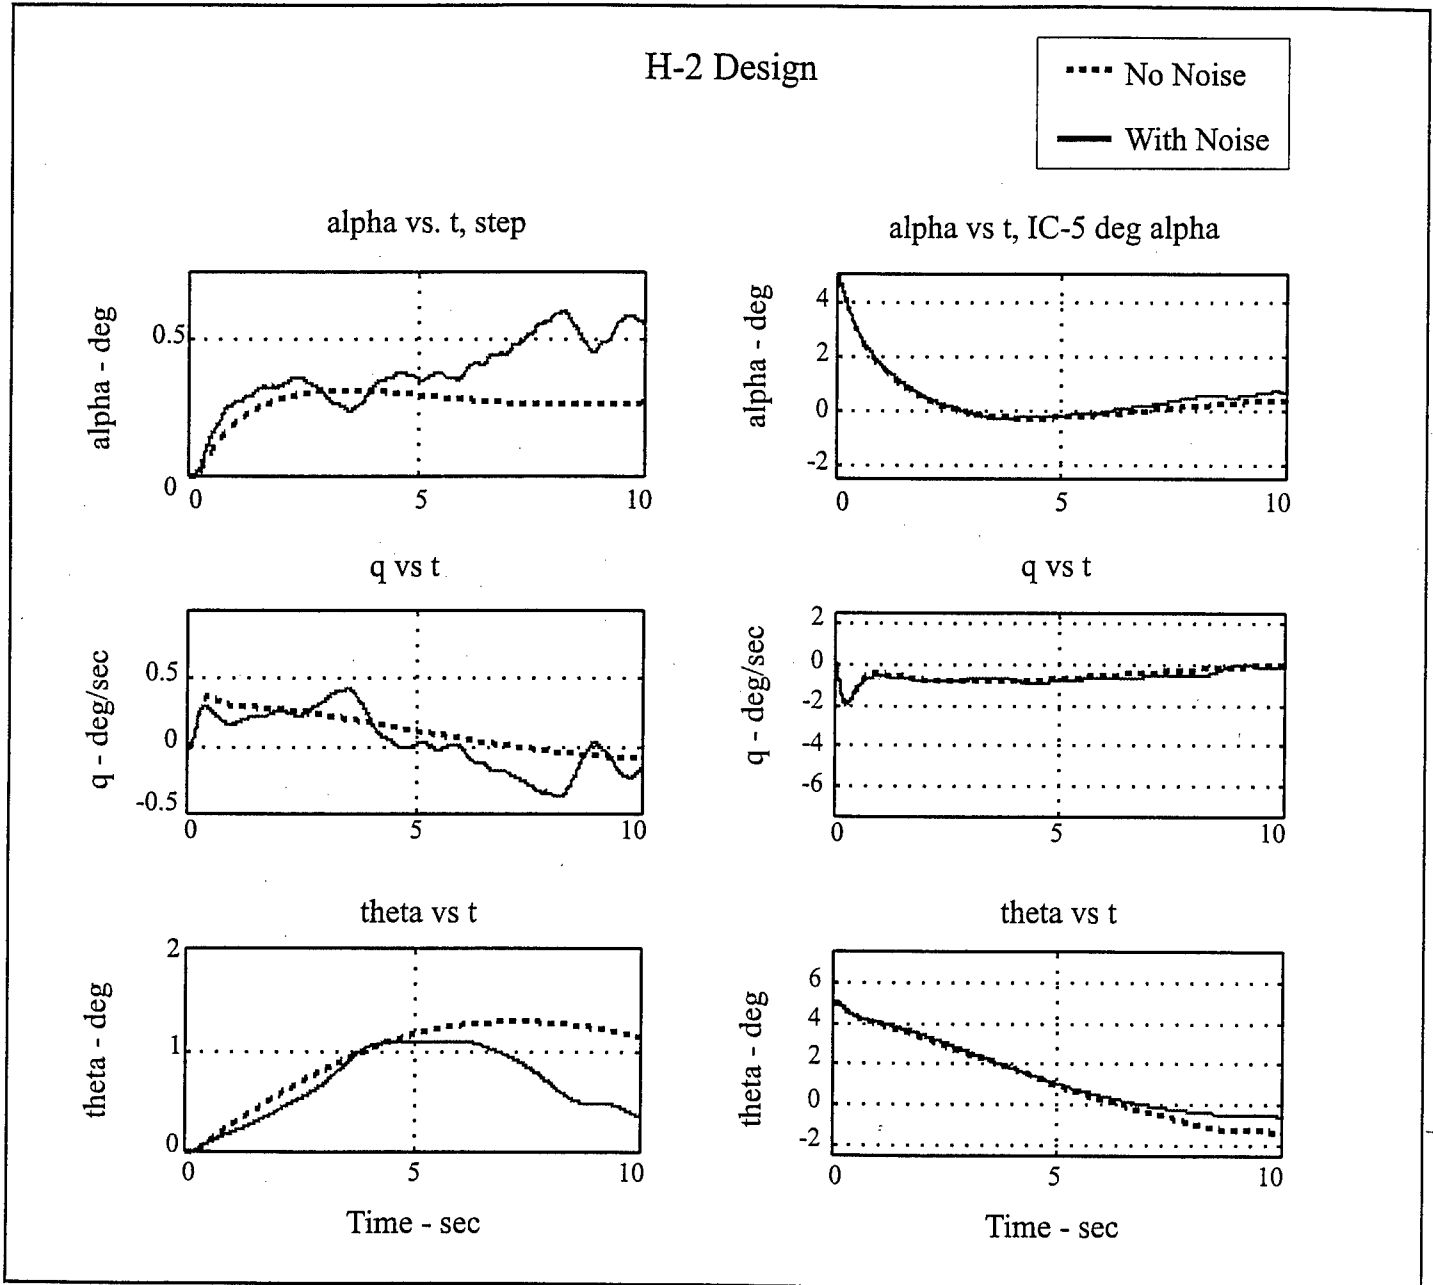 H-2 Design
No Noise
With Noise
alpha vs. t, step
alpha - deg
0.5
0
0
5
10
alpha vs t, IC-5 deg alpha
alpha - deg
4
2
0
-2
0
5
10
q vs t
q - deg/sec
0.5
0
-0.5
0
5
10
q vs t
q - deg/sec
2
0
-2
-4
-6
0
5
10
theta vs t
theta - deg
2
1
0
0
5
10
Time - sec
theta vs t
theta - deg
6
4
2
0
-2
0
5
10
Time - sec